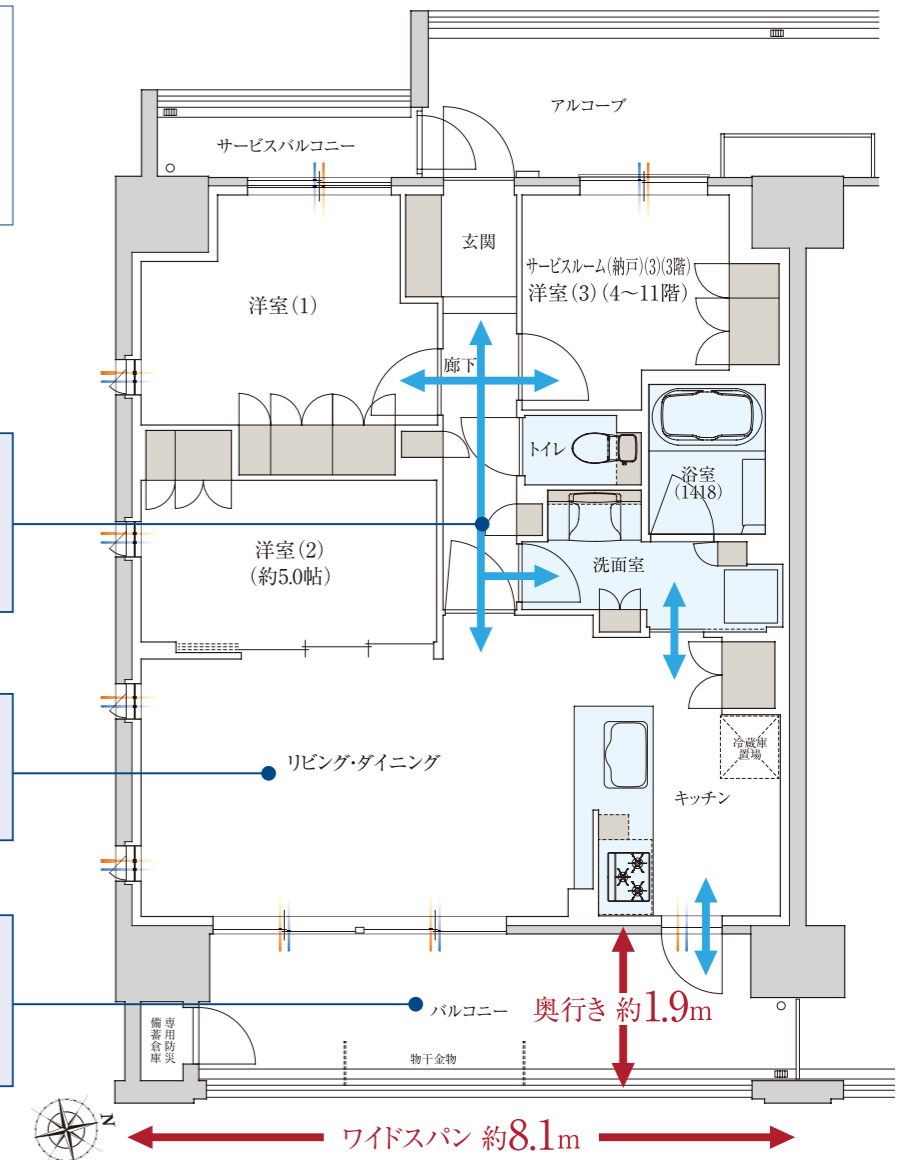 アルコーブ
サービスバルコニー
玄関
サービスルーム(納戸)(3)(3階)
洋室(3)(4〜11階)
洋室(1)
廊下
トイレ
浴室
(1418)
洋室(2)
(約5.0帖)
洗面室
リビング・ダイニング
冷蔵庫
置場
キッチン
バルコニー
奥行き 約1.9m
専用防災
備蓄倉庫
物干金物
N
ワイドスパン 約8.1m